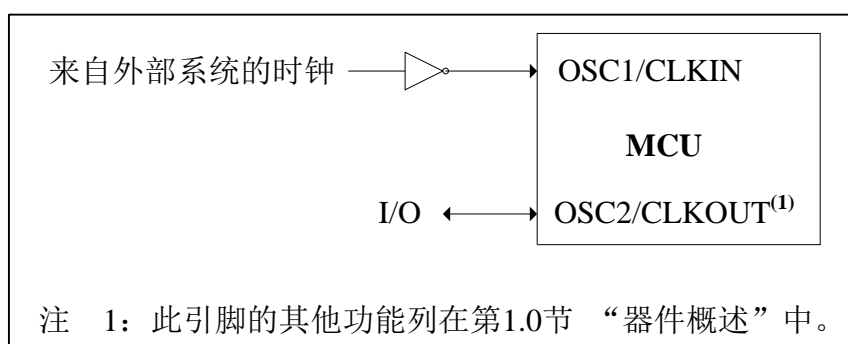 来自外部系统的时钟
OSC1/CLKIN
MCU
I/O
OSC2/CLKOUT(1)
注 1：此引脚的其他功能列在第1.0节 “器件概述”中。